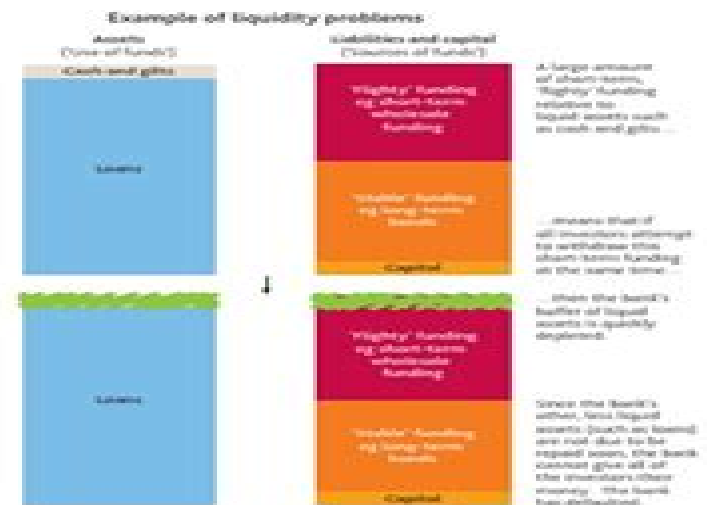 Example of liquidity problems
Assets
('Use of funds')
Liabilities and capital
('Sources of funds')
Cash and gilts
Loans
'Flighty' funding
eg short-term
wholesale
funding
'Stable' funding
eg long-term
bonds
Capital
A large amount
of short-term,
'flighty' funding
relative to
liquid assets such
as cash and gilts ...
... means that if
all investors attempt
to withdraw this
short-term funding
at the same time ...
↓
... then the bank's
buffer of liquid
assets is quickly
depleted.
Loans
'Flighty' funding
eg short-term
wholesale
funding
'Stable' funding
eg long-term
bonds
Capital
Since the bank's
other, less liquid
assets (such as loans)
are not due to be
repaid soon, the bank
cannot give all of
the investors their
money. The bank
has defaulted.